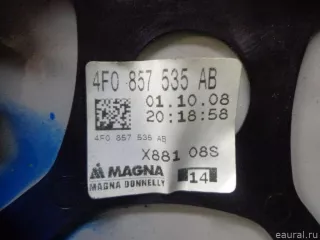 4F0 857 535 AB
01.10.08
20:18:58
4F0 857 535 AB
X881 08S
MAGNA
MAGNA DONNELLY
14
© eaural.ru